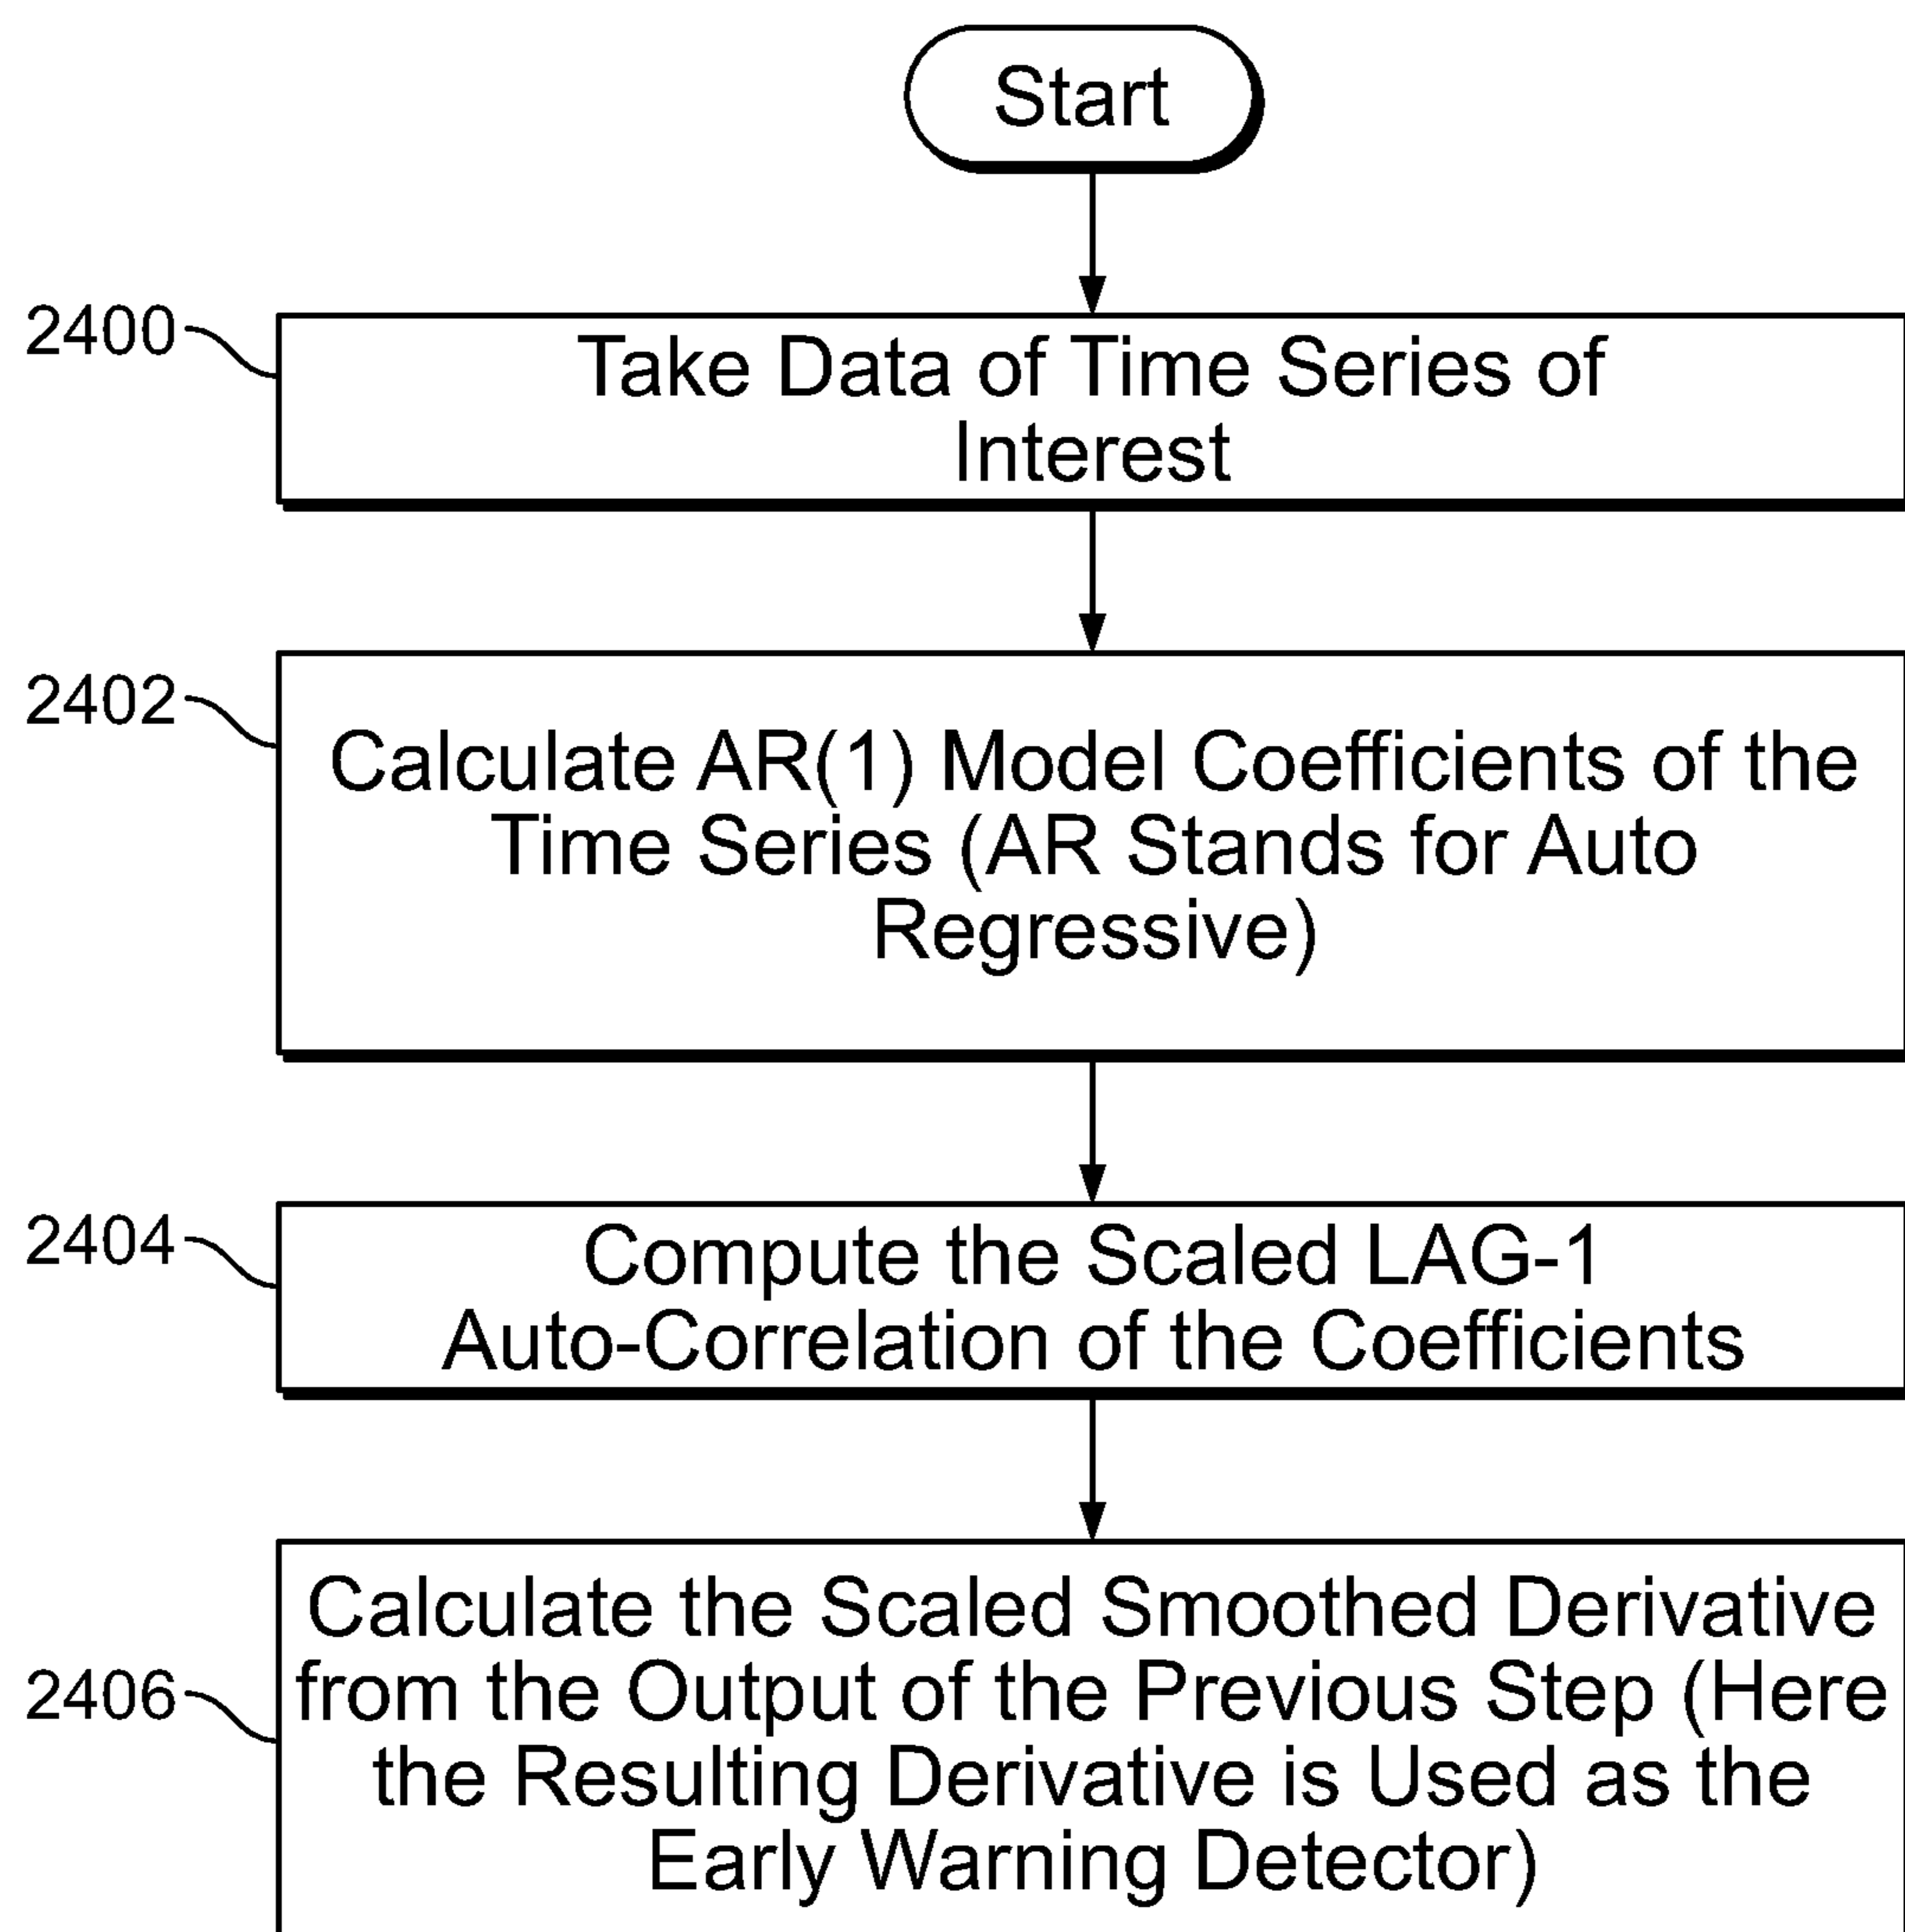 Start
2400
Take Data of Time Series of
Interest
2402
Calculate AR(1) Model Coefficients of the
Time Series (AR Stands for Auto
Regressive)
2404
Compute the Scaled LAG-1
Auto-Correlation of the Coefficients
2406
Calculate the Scaled Smoothed Derivative
from the Output of the Previous Step (Here
the Resulting Derivative is Used as the
Early Warning Detector)